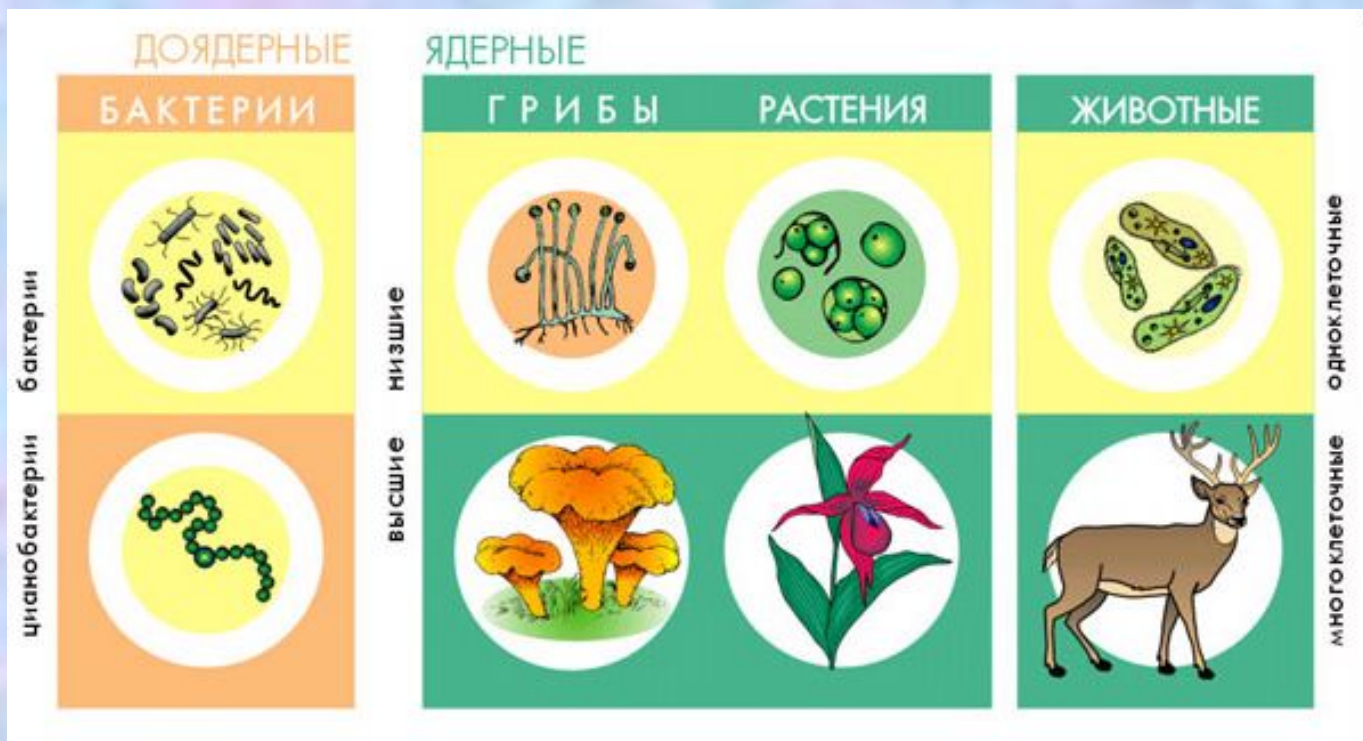 ДОЯДЕРНЫЕ
ЯДЕРНЫЕ
БАКТЕРИИ
ГРИБЫ
РАСТЕНИЯ
ЖИВОТНЫЕ
бактерии
цианобактерии
низшие
высшие
одноклеточные
многоклеточные